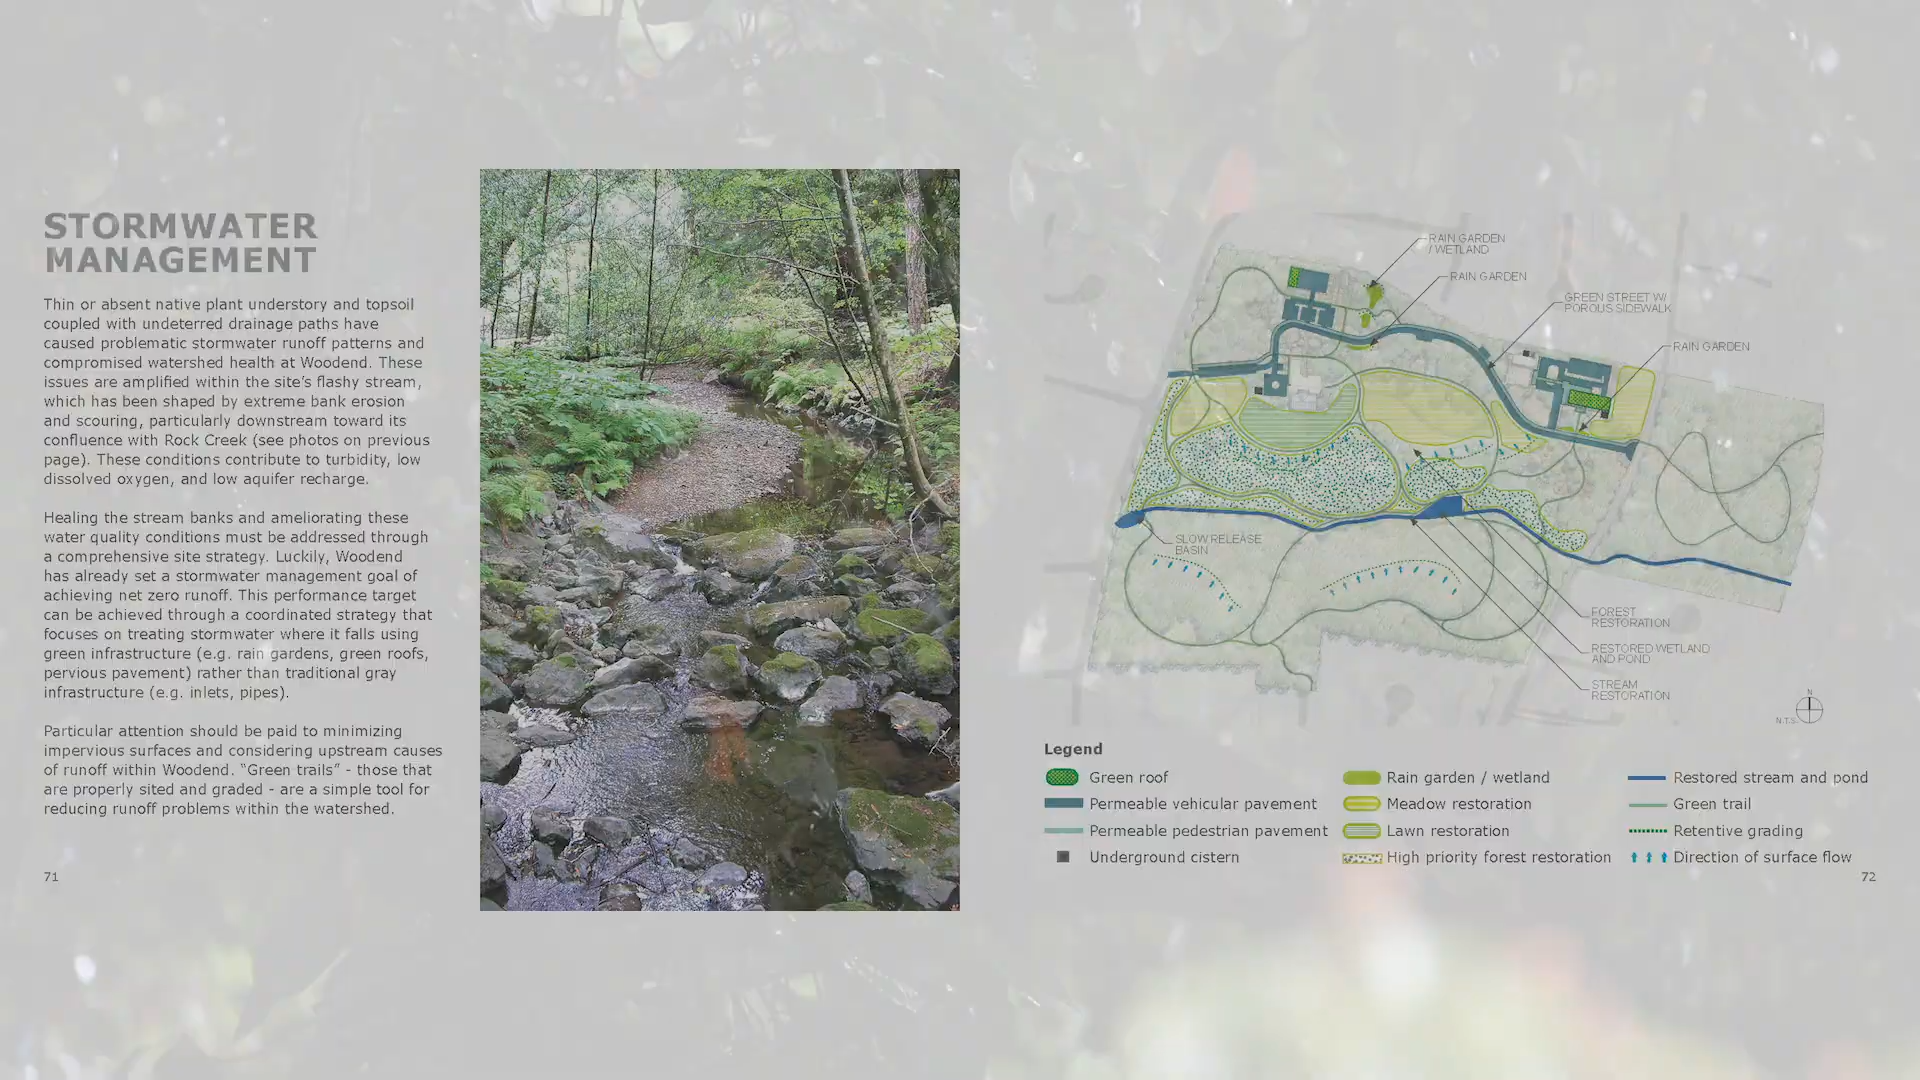 STORMWATER
MANAGEMENT
Thin or absent native plant understory and topsoil
coupled with undeterred drainage paths have
caused problematic stormwater runoff patterns and
compromised watershed health at Woodend. These
issues are amplified within the site's flashy stream,
which has been shaped by extreme bank erosion
and scouring, particularly downstream toward its
confluence with Rock Creek (see photos on previous
page). These conditions contribute to turbidity, low
dissolved oxygen, and low aquifer recharge.
Healing the stream banks and ameliorating these
water quality conditions must be addressed through
a comprehensive site strategy. Luckily, Woodend
has already set a stormwater management goal of
achieving net zero runoff. This performance target
can be achieved through a coordinated strategy that
focuses on treating stormwater where it falls using
green infrastructure (e.g. rain gardens, green roofs,
pervious pavement) rather than traditional gray
infrastructure (e.g. inlets, pipes).
Particular attention should be paid to minimizing
impervious surfaces and considering upstream causes
of runoff within Woodend. “Green trails” - those that
are properly sited and graded - are a simple tool for
reducing runoff problems within the watershed.
71
RAIN GARDEN
/ WETLAND
RAIN GARDEN
GREEN STREET W/
POROUS SIDEWALK
RAIN GARDEN
SLOW RELEASE
BASIN
FOREST
RESTORATION
RESTORED WETLAND
AND POND
STREAM
RESTORATION
N
N.T.S.
Legend
Green roof
Permeable vehicular pavement
Permeable pedestrian pavement
Underground cistern
Rain garden / wetland
Meadow restoration
Lawn restoration
High priority forest restoration
Restored stream and pond
Green trail
Retentive grading
Direction of surface flow
72